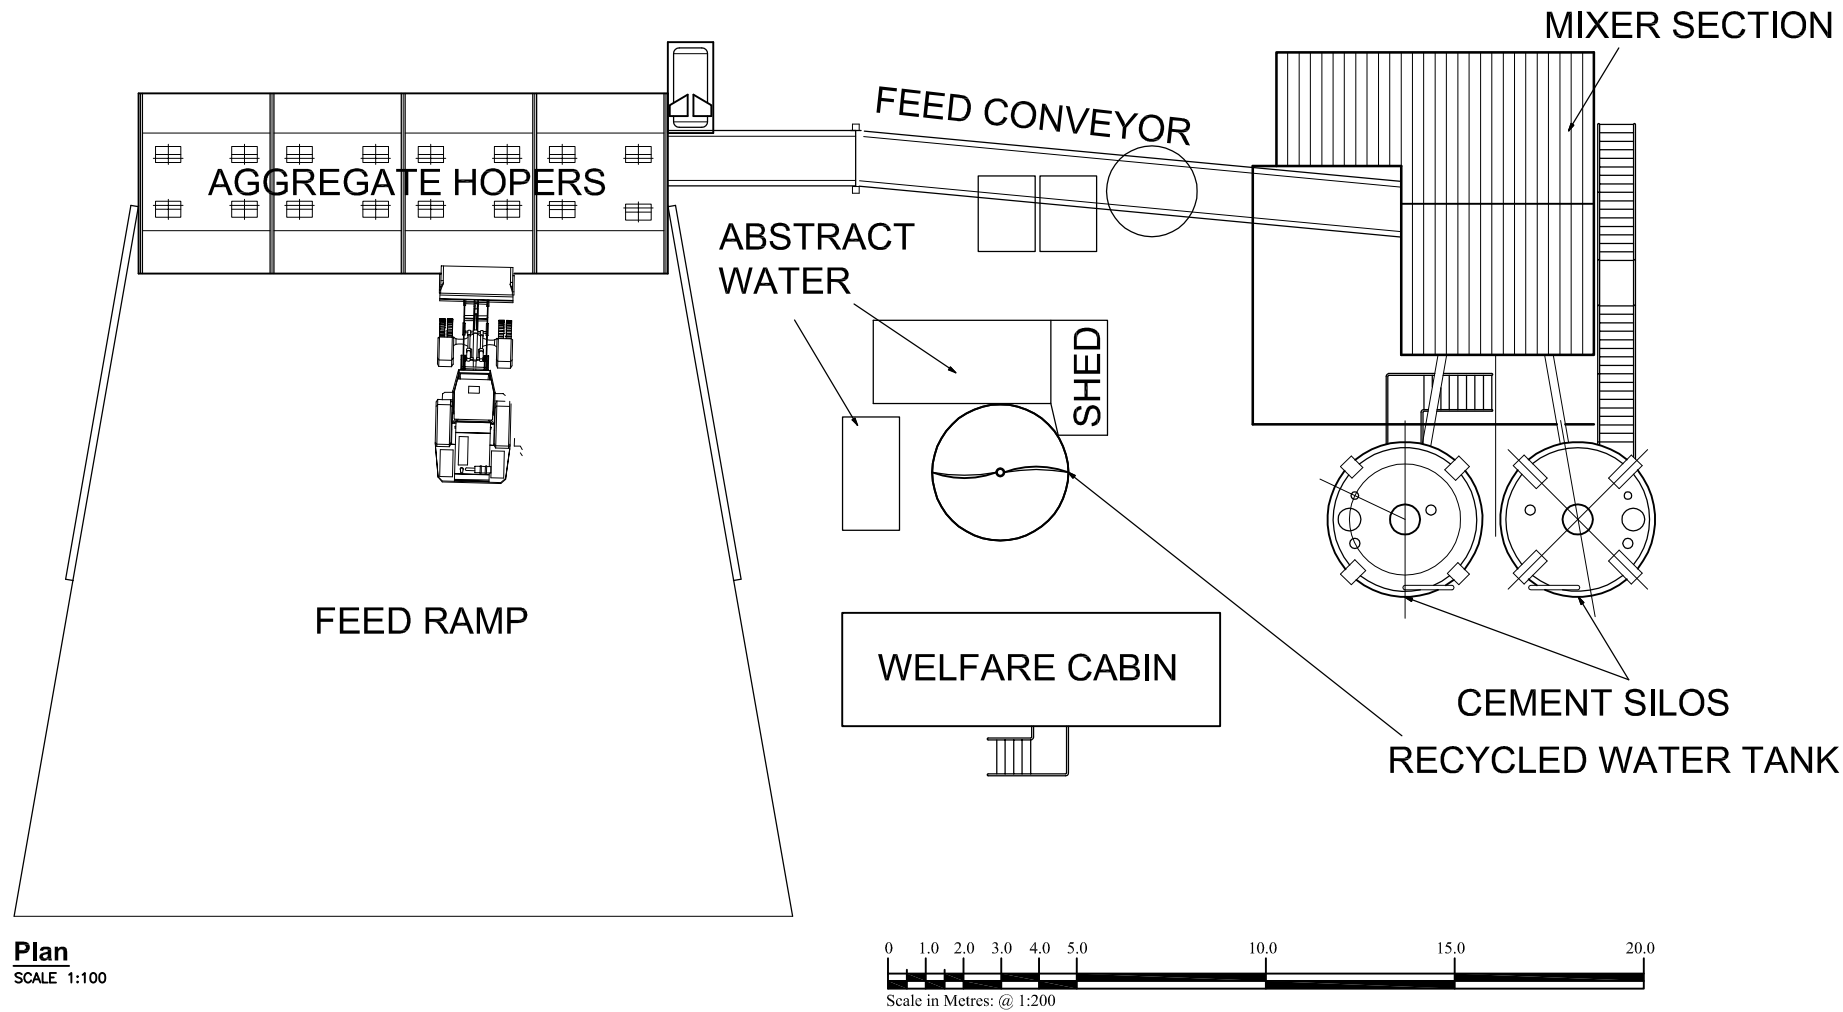 MIXER SECTION
FEED CONVEYOR
AGGREGATE HOPERS
ABSTRACT
WATER
SHED
FEED RAMP
WELFARE CABIN
CEMENT SILOS
RECYCLED WATER TANK
Plan
SCALE 1:100
0 1.0 2.0 3.0 4.0 5.0 10.0 15.0 20.0
Scale in Metres: @ 1:200